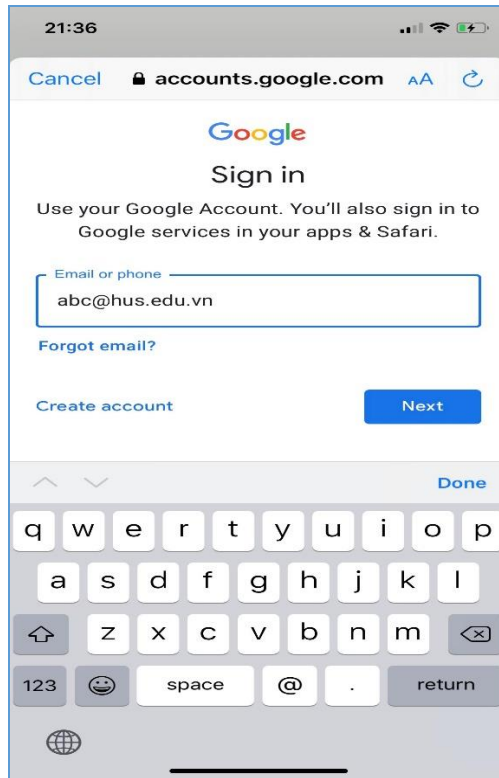 21:36
Cancel accounts.google.com AA
Google
Sign in
Use your Google Account. You'll also sign in to
Google services in your apps & Safari.
Email or phone
abc@hus.edu.vn
Forgot email?
Create account Next
Done
q w e r t y u i o p
a s d f g h j k l
z x c v b n m
123 space @ . return